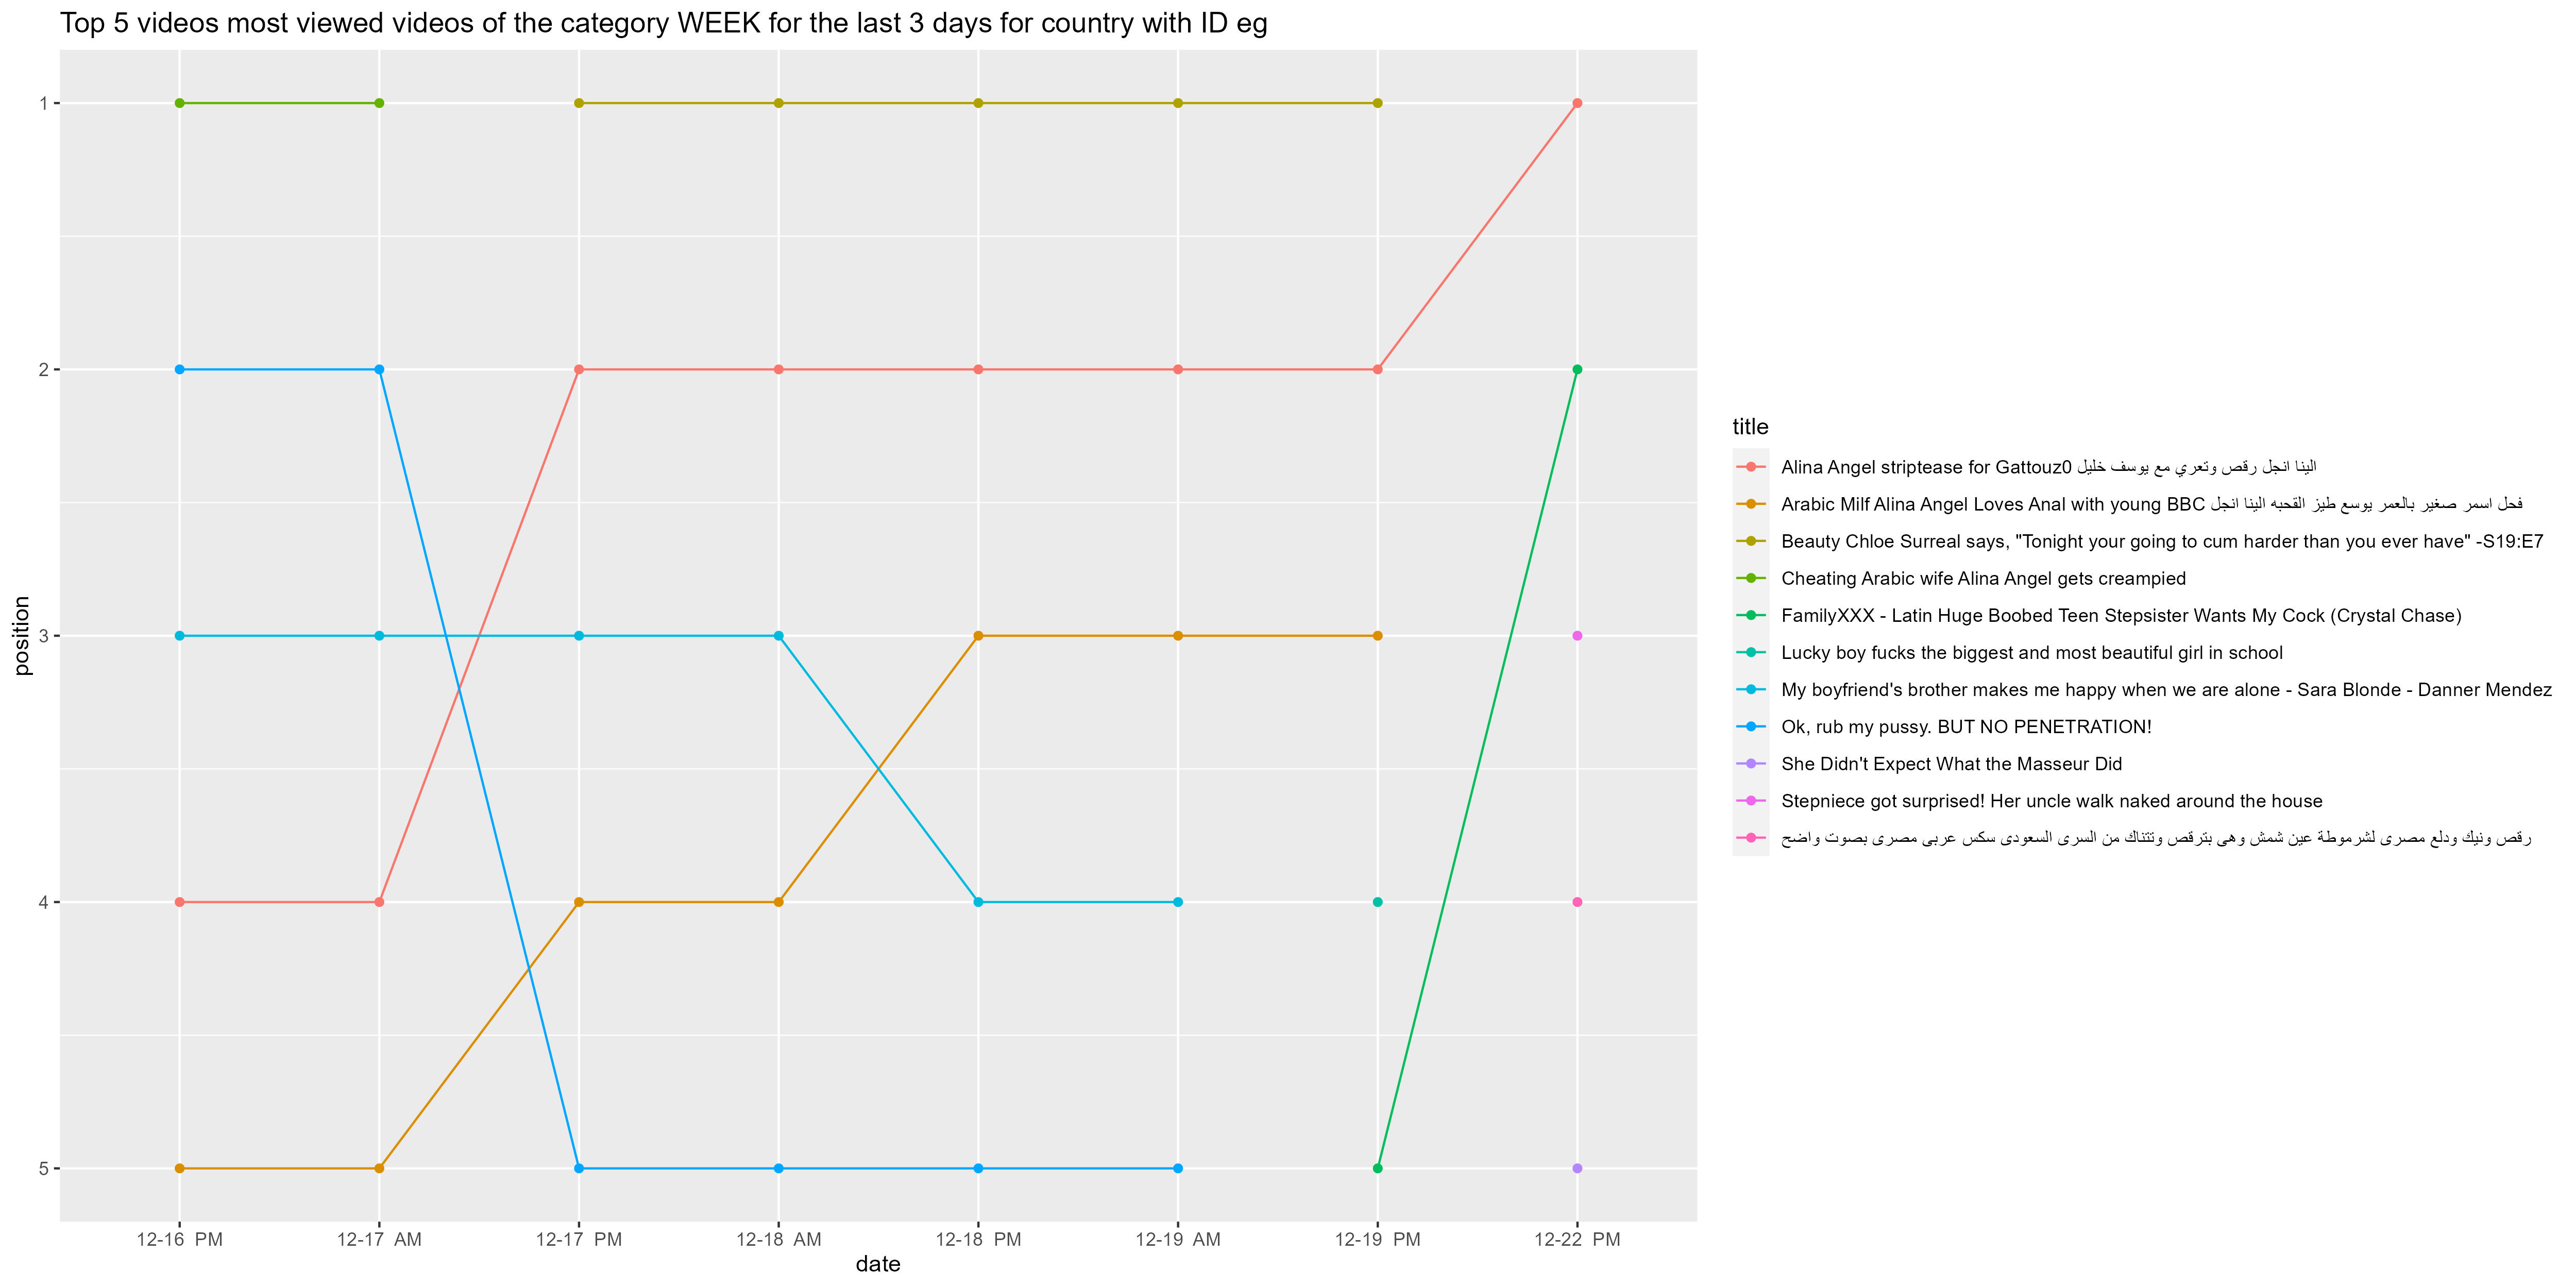 Top 5 videos most viewed videos of the category WEEK for the last 3 days for country with ID eg
1
2
3
4
5
position
12-16 PM
12-17 AM
12-17 PM
12-18 AM
12-18 PM
12-19 AM
12-19 PM
12-22 PM
date
title
Alina Angel striptease for Gattouz0 الينا انجل رقص وتعري مع يوسف خليل
Arabic Milf Alina Angel Loves Anal with young BBC فحل اسمر صغير بالعمر يوسع طيز القحبه الينا انجل
Beauty Chloe Surreal says, "Tonight your going to cum harder than you ever have" -S19:E7
Cheating Arabic wife Alina Angel gets creampied
FamilyXXX - Latin Huge Boobed Teen Stepsister Wants My Cock (Crystal Chase)
Lucky boy fucks the biggest and most beautiful girl in school
My boyfriend's brother makes me happy when we are alone - Sara Blonde - Danner Mendez
Ok, rub my pussy. BUT NO PENETRATION!
She Didn't Expect What the Masseur Did
Stepniece got surprised! Her uncle walk naked around the house
رقص ونيك ودلع مصرى لشرموطة عين شمش وهى بترقص وتتناك من السرى السعودى سكس عربى مصرى بصوت واضح